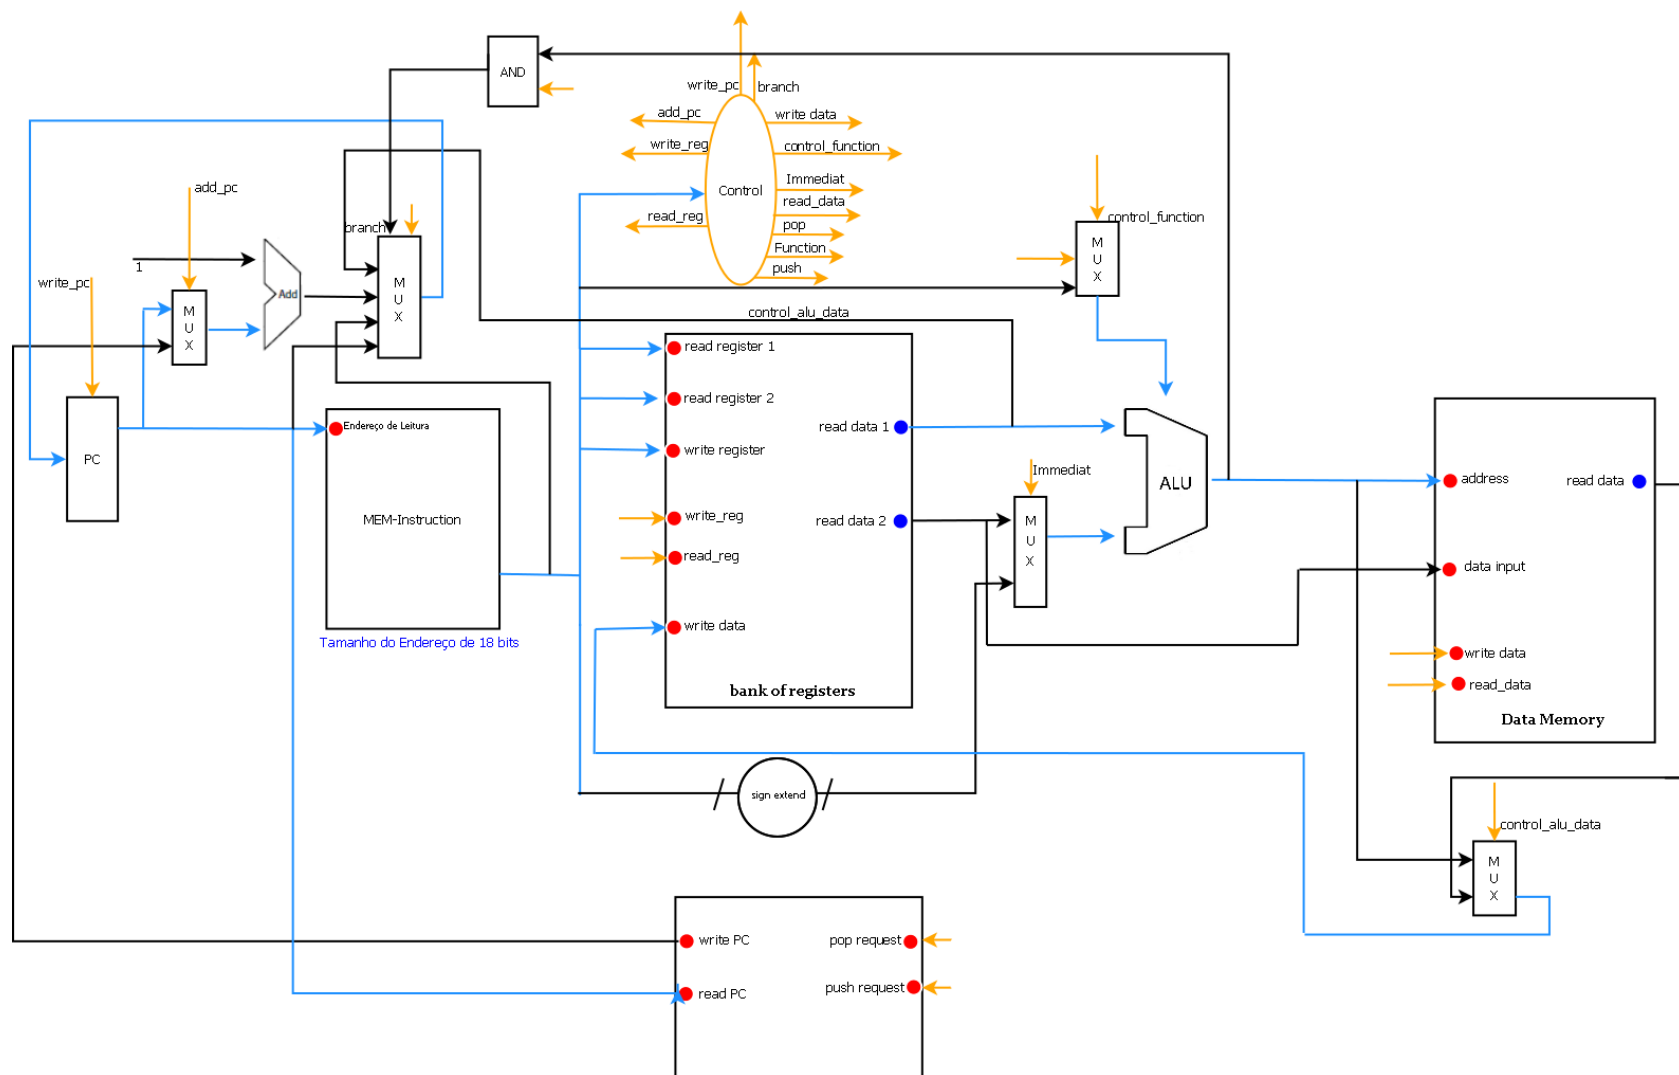 AND
write_pc
branch
add_pc
write data
write_reg
control_function
Control
Immediat
read_data
read_reg
pop
Function
push
add_pc
control_function
branch
M
U
X
1
write_pc
Add
M
U
X
M
U
X
control_alu_data
read register 1
read register 2
Endereço de Leitura
read data 1
write register
PC
Immediat
ALU
address
read data
MEM-Instruction
write_reg
read data 2
M
U
X
read_reg
data input
write data
Tamanho do Endereço de 18 bits
write data
read_data
bank of registers
Data Memory
sign extend
control_alu_data
M
U
X
write PC
pop request
read PC
push request